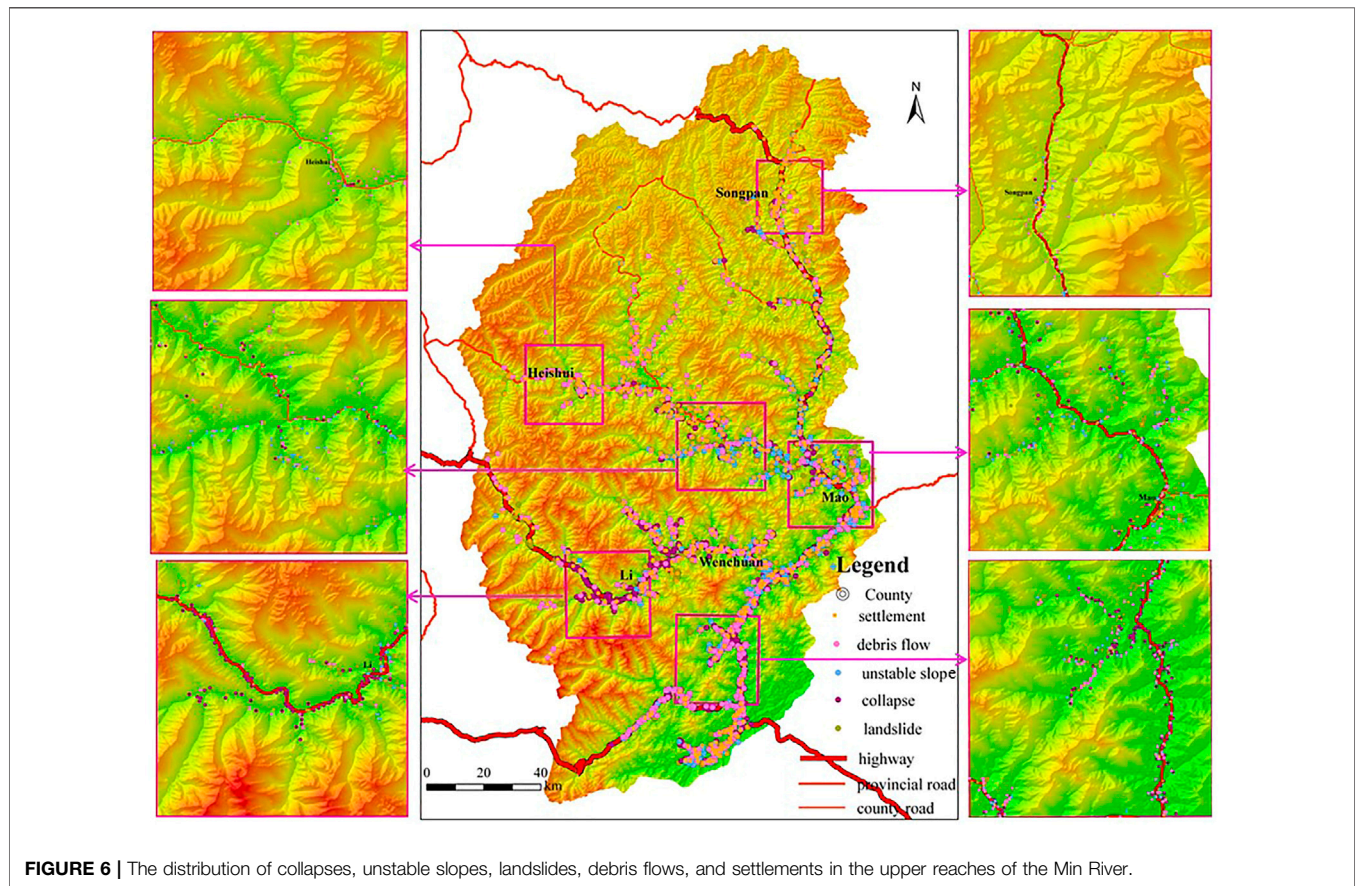 Heishui
Li
N
Songpan
Heishui
Mao
Li
Wenchuan
Legend
County
settlement
debris flow
unstable slope
collapse
landslide
highway
provincial road
county road
0 20 40
km
Songpan
Mao
FIGURE 6 | The distribution of collapses, unstable slopes, landslides, debris flows, and settlements in the upper reaches of the Min River.